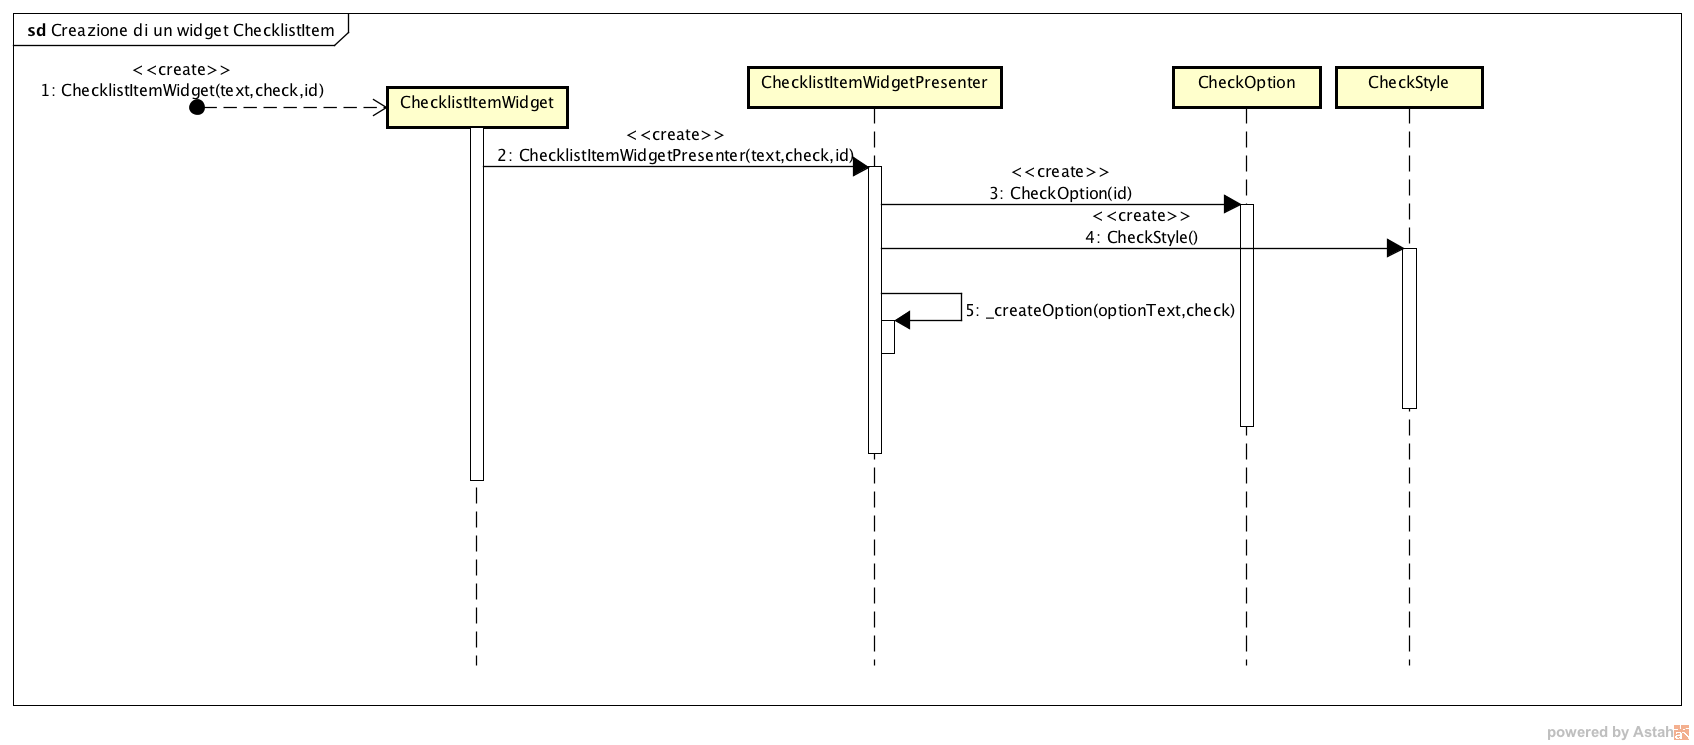 sd Creazione di un widget ChecklistItem
<<create>>
1: ChecklistItemWidget(text,check,id)
ChecklistItemWidget
ChecklistItemWidgetPresenter
CheckOption
CheckStyle
<<create>>
2: ChecklistItemWidgetPresenter(text,check,id)
<<create>>
3: CheckOption(id)
<<create>>
4: CheckStyle()
5: _createOption(optionText,check)
powered by Astah